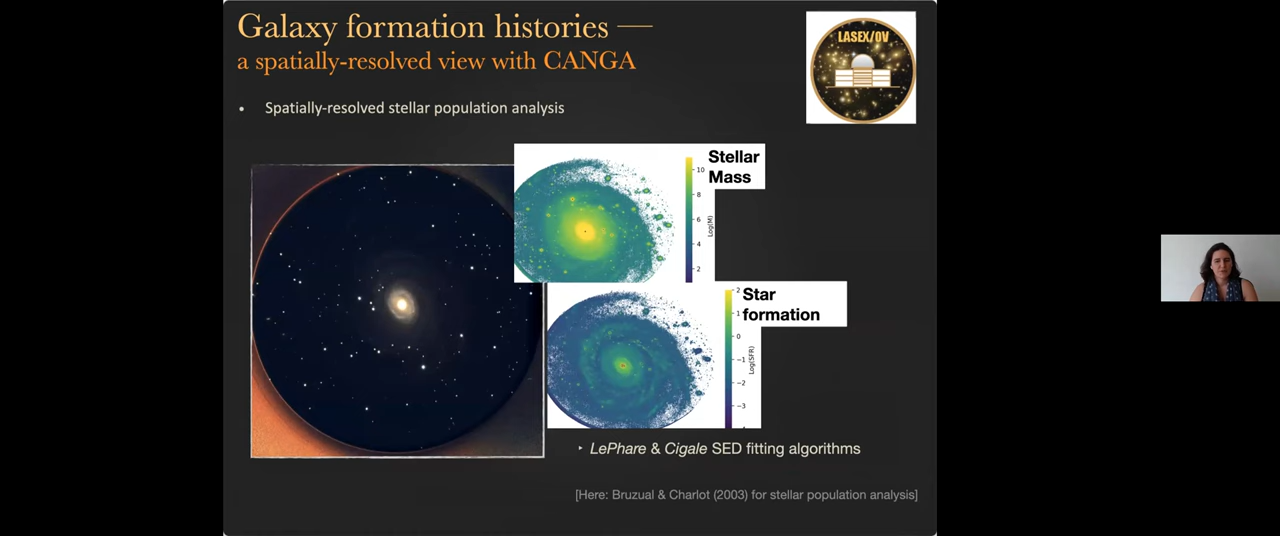 Galaxy formation histories —
a spatially-resolved view with CANGA
LASEX/OV
• Spatially-resolved stellar population analysis
Stellar
Mass
10
8
6
4
2
Log(M)
Star
formation
2
1
0
−1
−2
−3
Log(SFR)
‣ LePhare & Cigale SED fitting algorithms
[Here: Bruzual & Charlot (2003) for stellar population analysis]